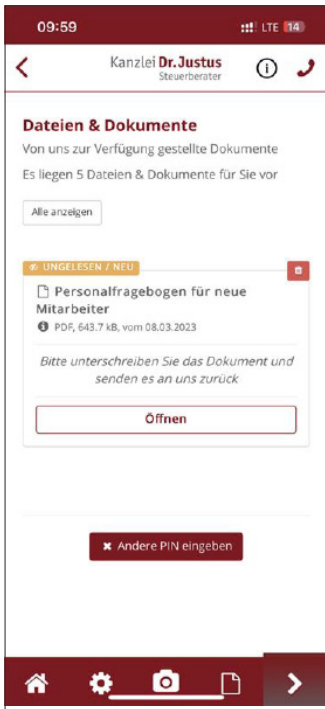 09:59
LTE 14
Kanzlei Dr. Justus
Steuerberater
Dateien & Dokumente
Von uns zur Verfügung gestellte Dokumente
Es liegen 5 Dateien & Dokumente für Sie vor
Alle anzeigen
UNGELESEN / NEU
Personalfragebogen für neue
Mitarbeiter
PDF, 643.7 kB, vom 08.03.2023
Bitte unterschreiben Sie das Dokument und
senden es an uns zurück
Öffnen
Andere PIN eingeben